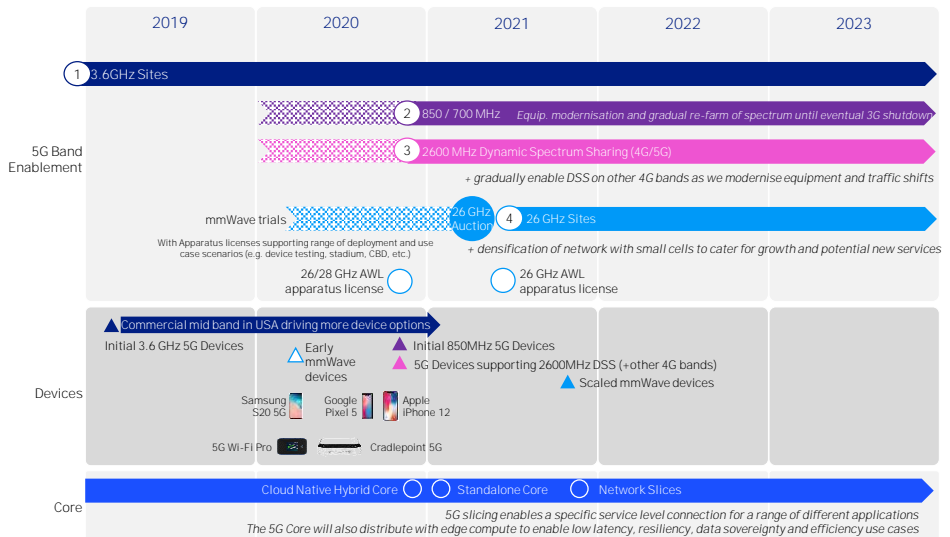 2019
2020
2021
2022
2023
1
3.6GHz Sites
2
850 / 700 MHz
Equip. modernisation and gradual re-farm of spectrum until eventual 3G shutdown
5G Band
Enablement
3
2600 MHz Dynamic Spectrum Sharing (4G/5G)
+ gradually enable DSS on other 4G bands as we modernise equipment and traffic shifts
mmWave trials
26 GHz
Auction
4
26 GHz Sites
With Apparatus licenses supporting range of deployment and use
case scenarios (e.g. device testing, stadium, CBD, etc.)
+ densification of network with small cells to cater for growth and potential new services
26/28 GHz AWL
apparatus license
26 GHz AWL
apparatus license
Devices
Commercial mid band in USA driving more device options
Initial 3.6 GHz 5G Devices
Early
mmWave
devices
Initial 850MHz 5G Devices
5G Devices supporting 2600MHz DSS (+other 4G bands)
Scaled mmWave devices
Samsung
S20 5G
Google
Pixel 5
Apple
iPhone 12
5G Wi-Fi Pro
Cradlepoint 5G
Core
Cloud Native Hybrid Core
Standalone Core
Network Slices
5G slicing enables a specific service level connection for a range of different applications
The 5G Core will also distribute with edge compute to enable low latency, resiliency, data sovereignty and efficiency use cases